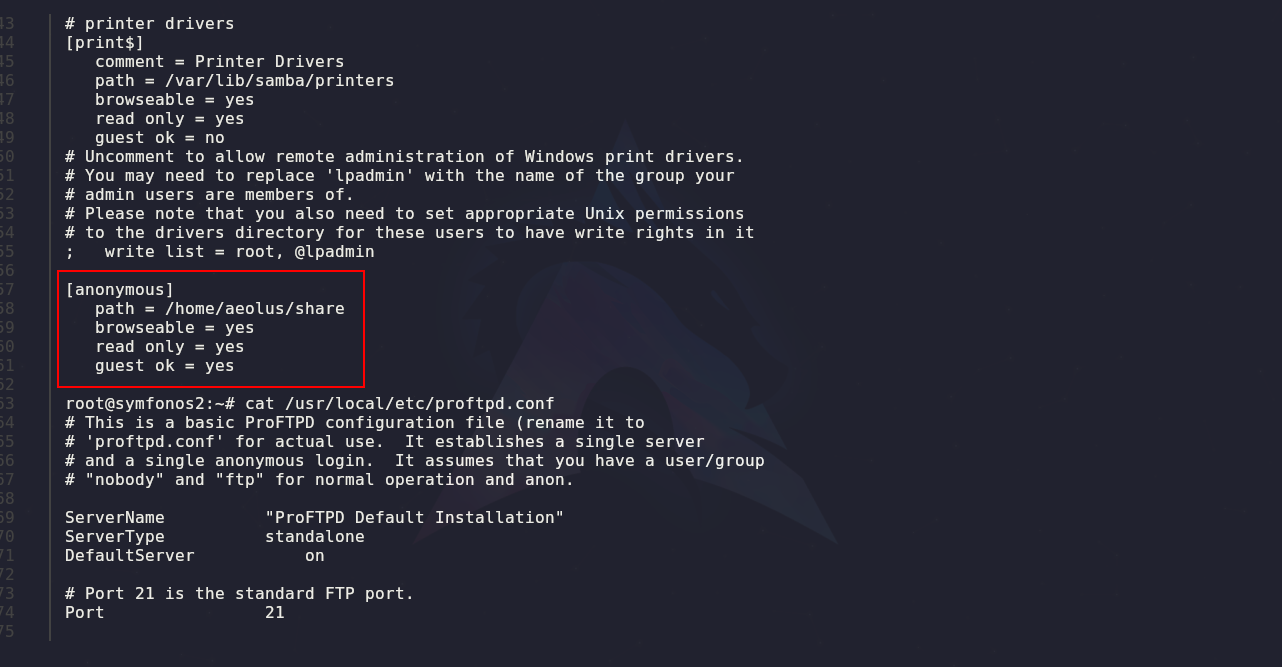 43 # printer drivers
44 [print$]
45    comment = Printer Drivers
46    path = /var/lib/samba/printers
47    browseable = yes
48    read only = yes
49    guest ok = no
50 # Uncomment to allow remote administration of Windows print drivers.
51 # You may need to replace 'lpadmin' with the name of the group your
52 # admin users are members of.
53 # Please note that you also need to set appropriate Unix permissions
54 # to the drivers directory for these users to have write rights in it
55 ;   write list = root, @lpadmin
56
57 [anonymous]
58    path = /home/aeolus/share
59    browseable = yes
60    read only = yes
61    guest ok = yes
62
63 root@symfonos2:~# cat /usr/local/etc/proftpd.conf
64 # This is a basic ProFTPD configuration file (rename it to
65 # 'proftpd.conf' for actual use.  It establishes a single server
66 # and a single anonymous login.  It assumes that you have a user/group
67 # "nobody" and "ftp" for normal operation and anon.
68
69 ServerName          "ProFTPD Default Installation"
70 ServerType          standalone
71 DefaultServer           on
72
73 # Port 21 is the standard FTP port.
74 Port                21
75